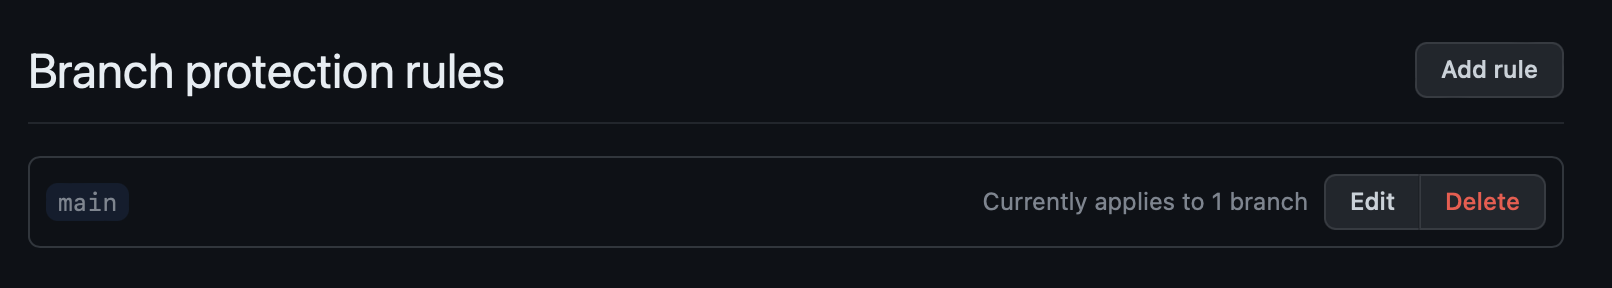 Branch protection rules
Add rule
main
Currently applies to 1 branch
Edit
Delete